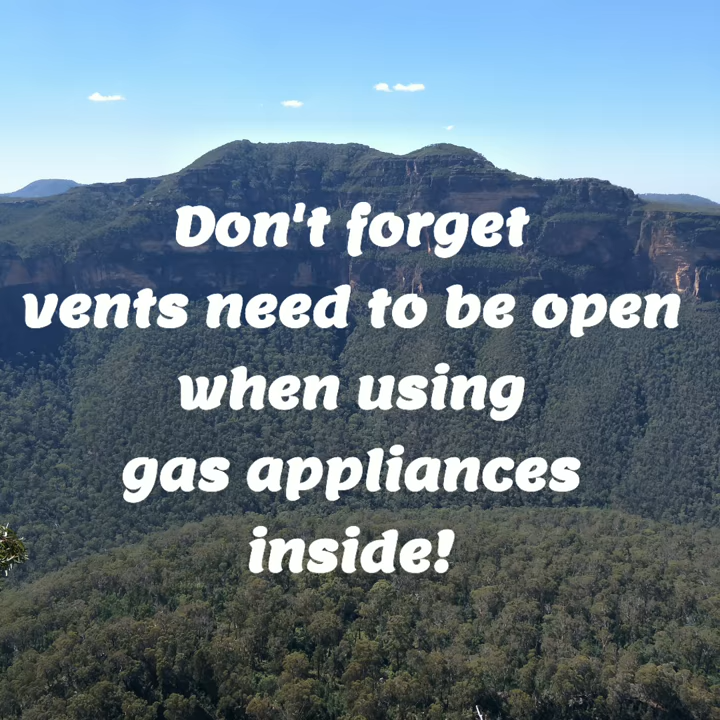 Don't forget
vents need to be open
when using
gas appliances
inside!